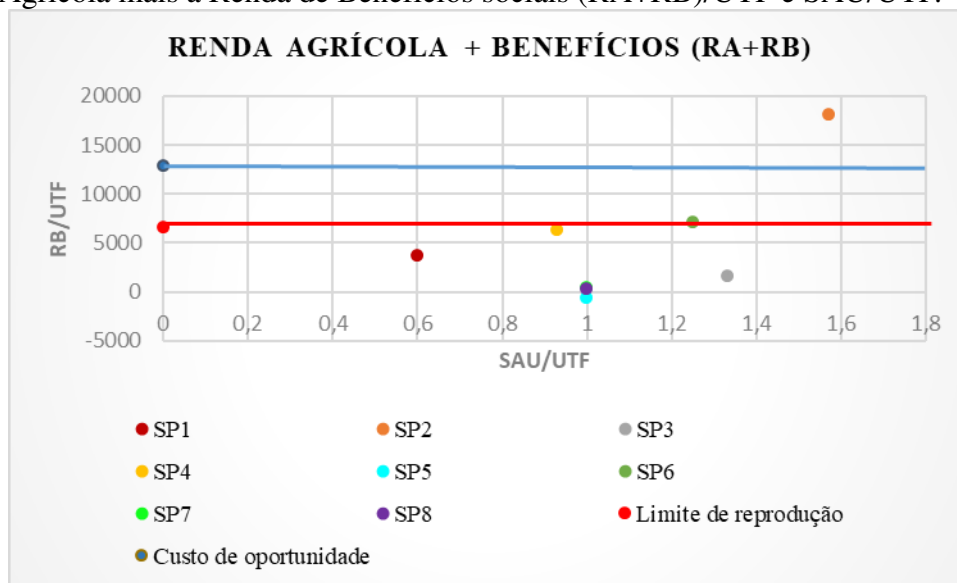 Agrícola mais a Renda de Benefícios sociais (RA+RB)/UTF e SAU/UTF.
RENDA AGRÍCOLA + BENEFÍCIOS (RA+RB)
20000
15000
10000
5000
0
-5000
RB/UTF
0 0,2 0,4 0,6 0,8 1 1,2 1,4 1,6 1,8
SAU/UTF
SP1 SP2 SP3
SP4 SP5 SP6
SP7 SP8 Limite de reprodução
Custo de oportunidade